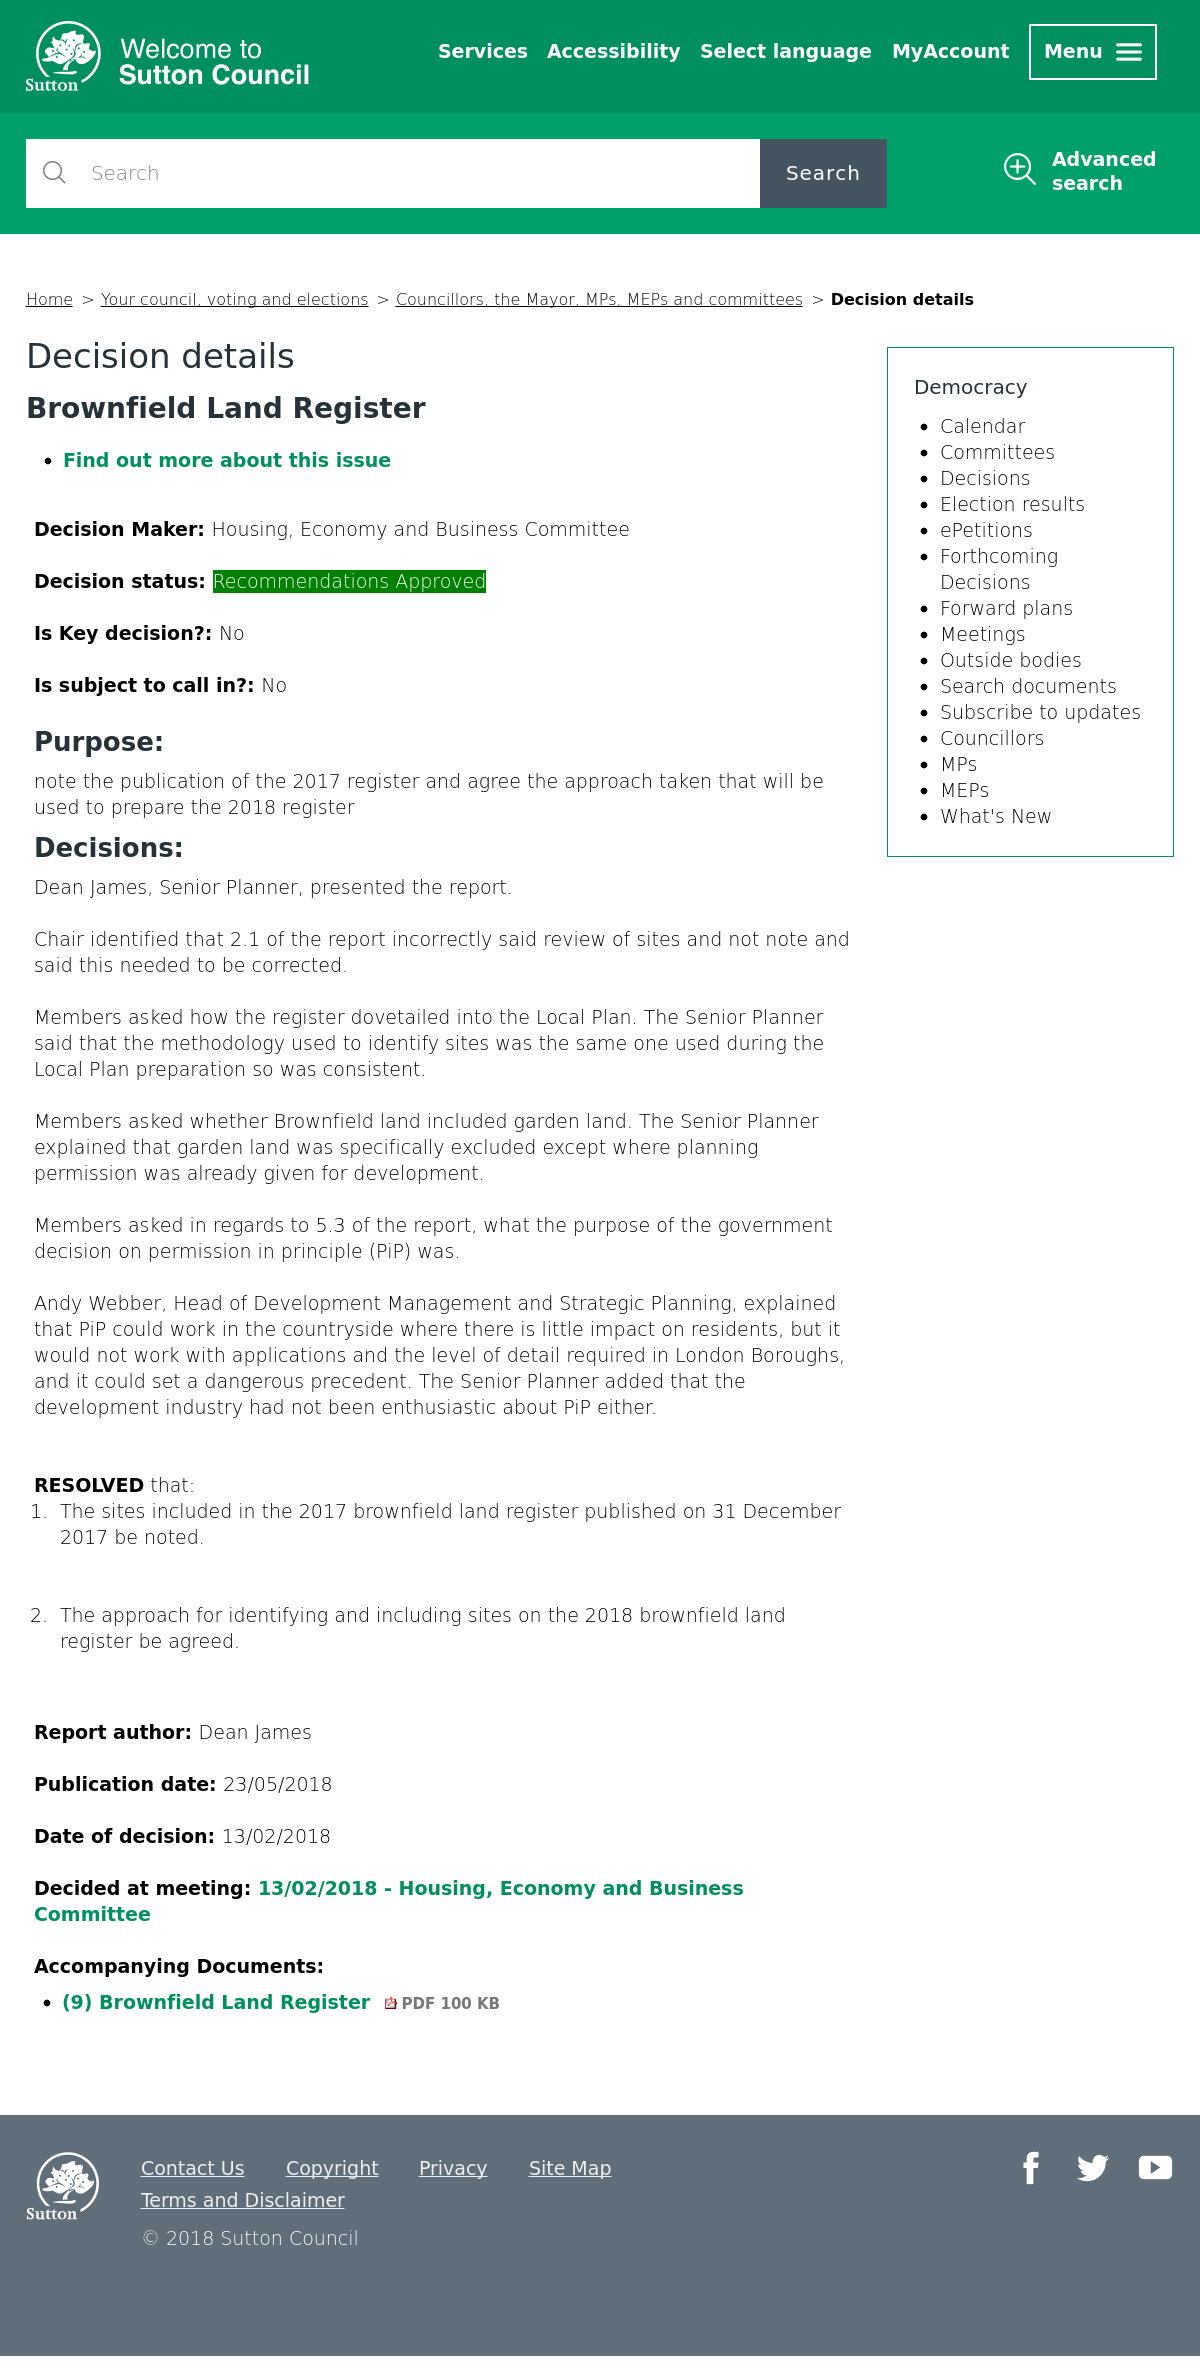 Sutton
Welcome to
Sutton Council
Services Accessibility Select language MyAccount Menu
Search Search
Advanced
search
Home > Your council, voting and elections > Councillors, the Mayor, MPs, MEPs and committees > Decision details
Decision details
Brownfield Land Register
Find out more about this issue
Decision Maker: Housing, Economy and Business Committee
Decision status: Recommendations Approved
Is Key decision?: No
Is subject to call in?: No
Purpose:
note the publication of the 2017 register and agree the approach taken that will be
used to prepare the 2018 register
Decisions:
Dean James, Senior Planner, presented the report.
Chair identified that 2.1 of the report incorrectly said review of sites and not note and
said this needed to be corrected.
Members asked how the register dovetailed into the Local Plan. The Senior Planner
said that the methodology used to identify sites was the same one used during the
Local Plan preparation so was consistent.
Members asked whether Brownfield land included garden land. The Senior Planner
explained that garden land was specifically excluded except where planning
permission was already given for development.
Members asked in regards to 5.3 of the report, what the purpose of the government
decision on permission in principle (PiP) was.
Andy Webber, Head of Development Management and Strategic Planning, explained
that PiP could work in the countryside where there is little impact on residents, but it
would not work with applications and the level of detail required in London Boroughs,
and it could set a dangerous precedent. The Senior Planner added that the
development industry had not been enthusiastic about PiP either.
RESOLVED that:
1. The sites included in the 2017 brownfield land register published on 31 December
2017 be noted.
2. The approach for identifying and including sites on the 2018 brownfield land
register be agreed.
Report author: Dean James
Publication date: 23/05/2018
Date of decision: 13/02/2018
Decided at meeting: 13/02/2018 - Housing, Economy and Business
Committee
Accompanying Documents:
(9) Brownfield Land Register PDF 100 KB
Democracy
Calendar
Committees
Decisions
Election results
ePetitions
Forthcoming
Decisions
Forward plans
Meetings
Outside bodies
Search documents
Subscribe to updates
Councillors
MPs
MEPs
What's New
Sutton
Contact Us Copyright Privacy Site Map
Terms and Disclaimer
© 2018 Sutton Council